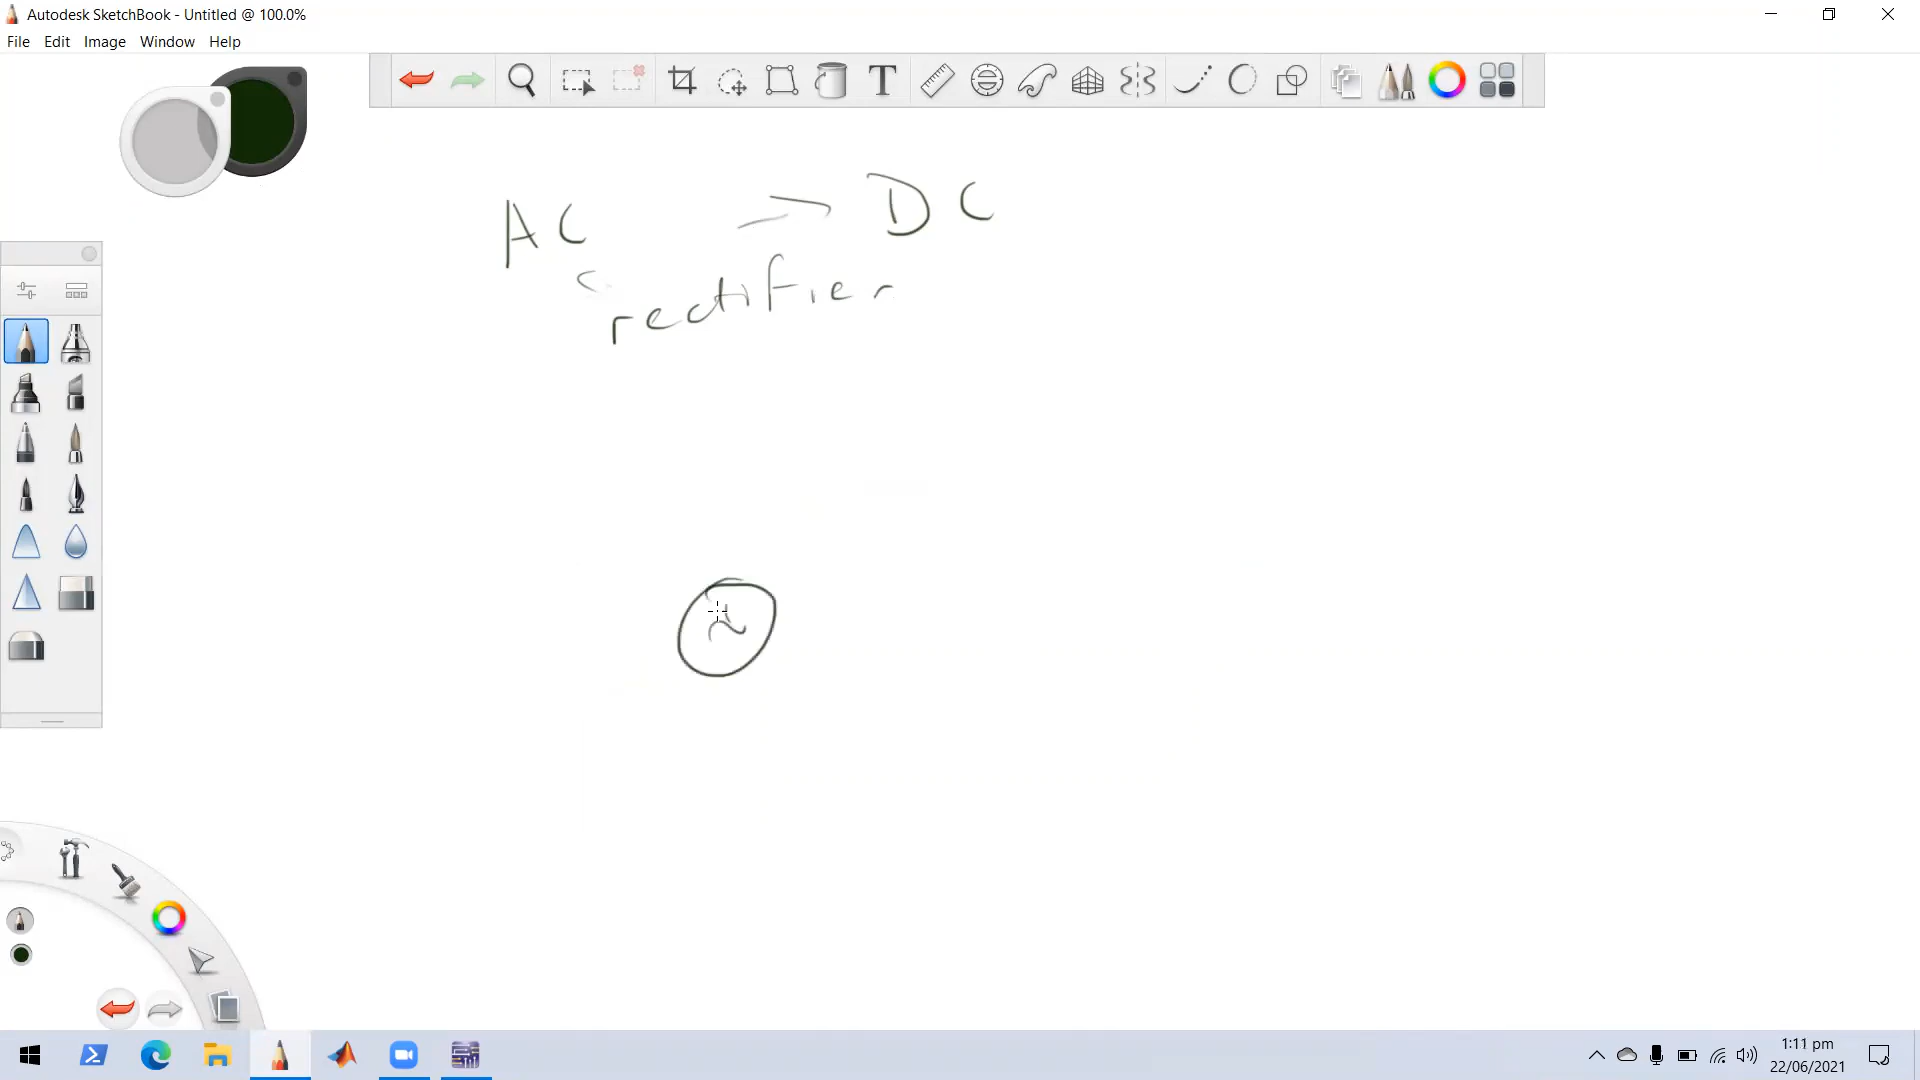 Autodesk SketchBook - Untitled @ 100.0%
File Edit Image Window Help
T
AC → DC
rectifier
~
1:11 pm
22/06/2021